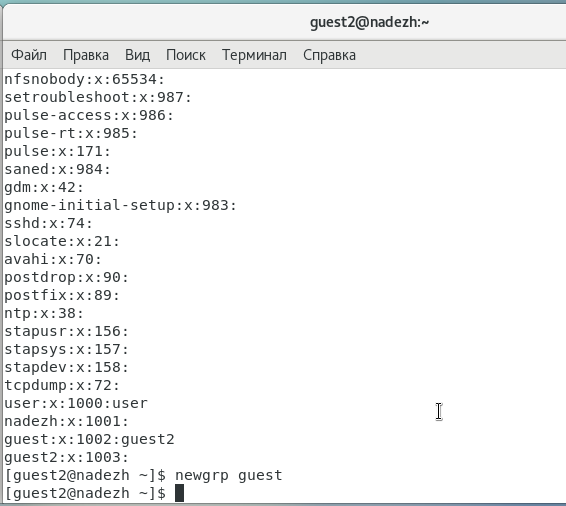 guest2@nadezh:~
Файл Правка Вид Поиск Терминал Справка
nfsnobody:x:65534:
setroubleshoot:x:987:
pulse-access:x:986:
pulse-rt:x:985:
pulse:x:171:
saned:x:984:
gdm:x:42:
gnome-initial-setup:x:983:
sshd:x:74:
slocate:x:21:
avahi:x:70:
postdrop:x:90:
postfix:x:89:
ntp:x:38:
stapusr:x:156:
stapsys:x:157:
stapdev:x:158:
tcpdump:x:72:
user:x:1000:user
nadezh:x:1001:
guest:x:1002:guest2
guest2:x:1003:
[guest2@nadezh ~]$ newgrp guest
[guest2@nadezh ~]$